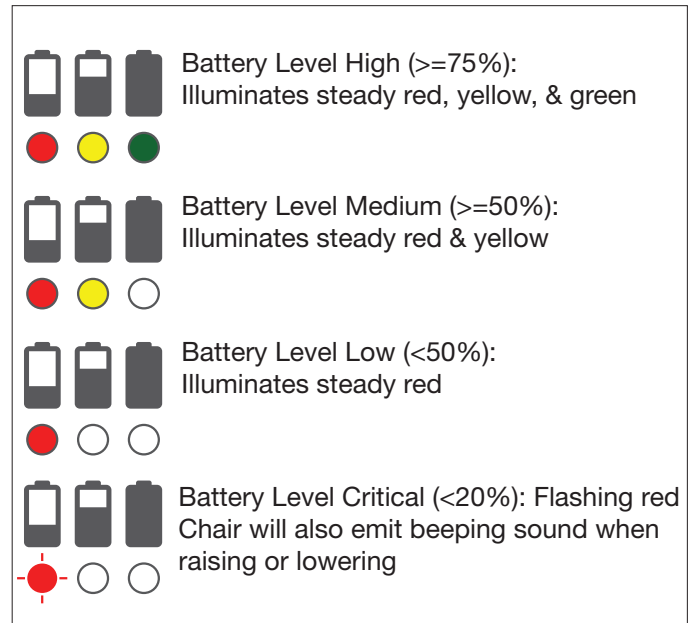 Battery Level High (>=75%):
Illuminates steady red, yellow, & green
Battery Level Medium (>=50%):
Illuminates steady red & yellow
Battery Level Low (<50%):
Illuminates steady red
Battery Level Critical (<20%): Flashing red
Chair will also emit beeping sound when
raising or lowering